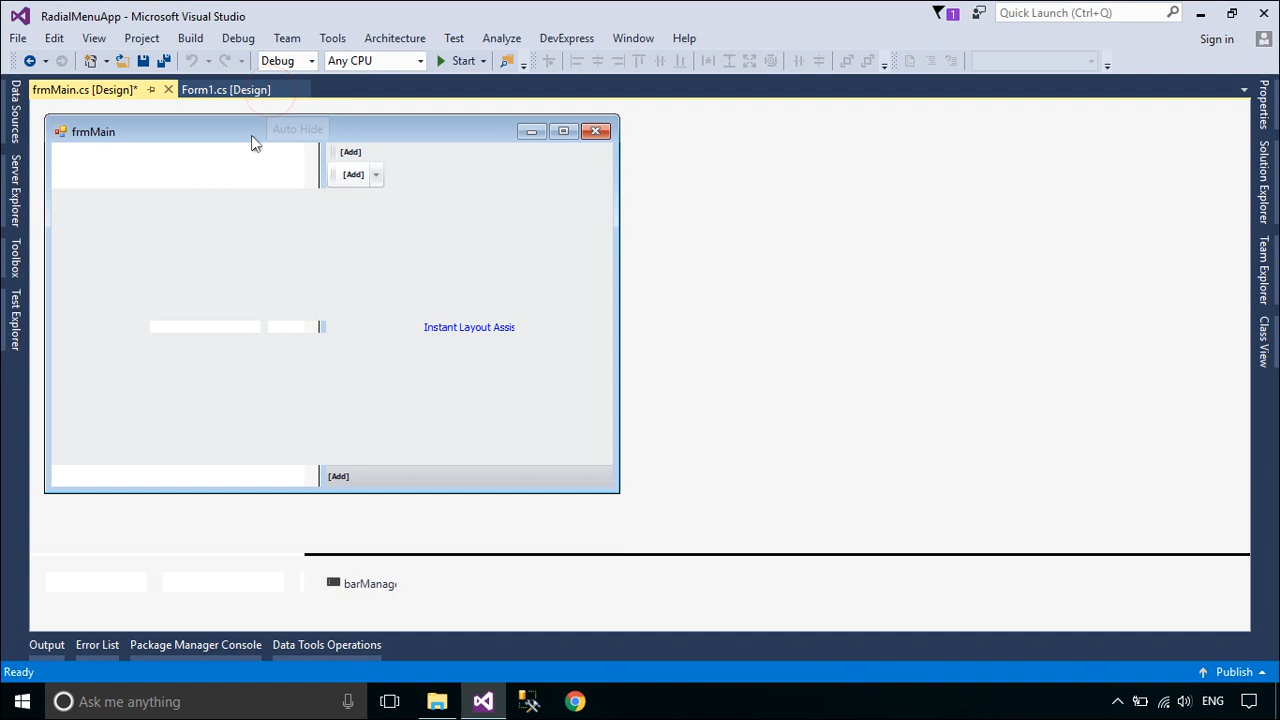 RadialMenuApp - Microsoft Visual Studio
1
Quick Launch (Ctrl+Q)
File Edit View Project Build Debug Team Tools Architecture Test Analyze DevExpress Window Help
Sign in
Debug Any CPU Start
frmMain.cs [Design]* Form1.cs [Design]
Auto Hide
frmMain
[Add]
[Add]
Instant Layout Assis
[Add]
barManage
Data Sources
Server Explorer
Toolbox
Test Explorer
Properties
Solution Explorer
Team Explorer
Class View
Output Error List Package Manager Console Data Tools Operations
Ready
Publish
Ask me anything
ENG